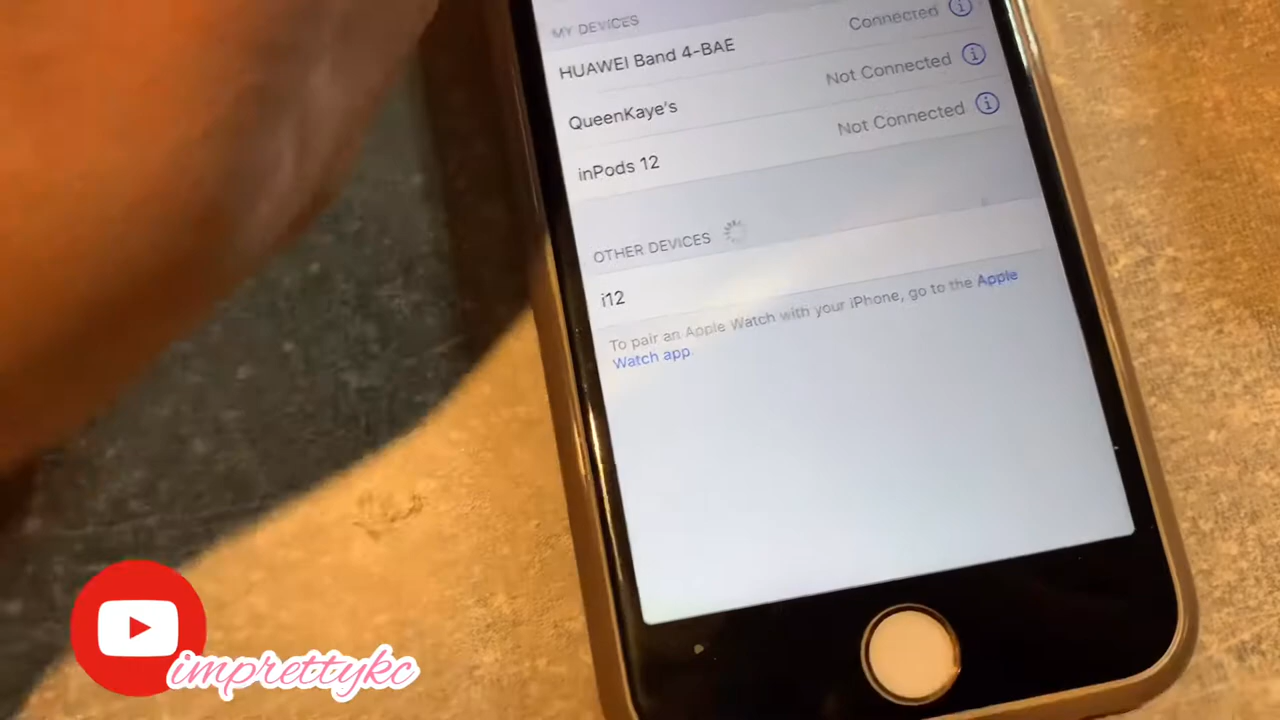 MY DEVICES
HUAWEI Band 4-BAE Connected
QueenKaye's Not Connected
inPods 12 Not Connected
OTHER DEVICES
i12
To pair an Apple Watch with your iPhone, go to the Apple
Watch app.
imprettykc